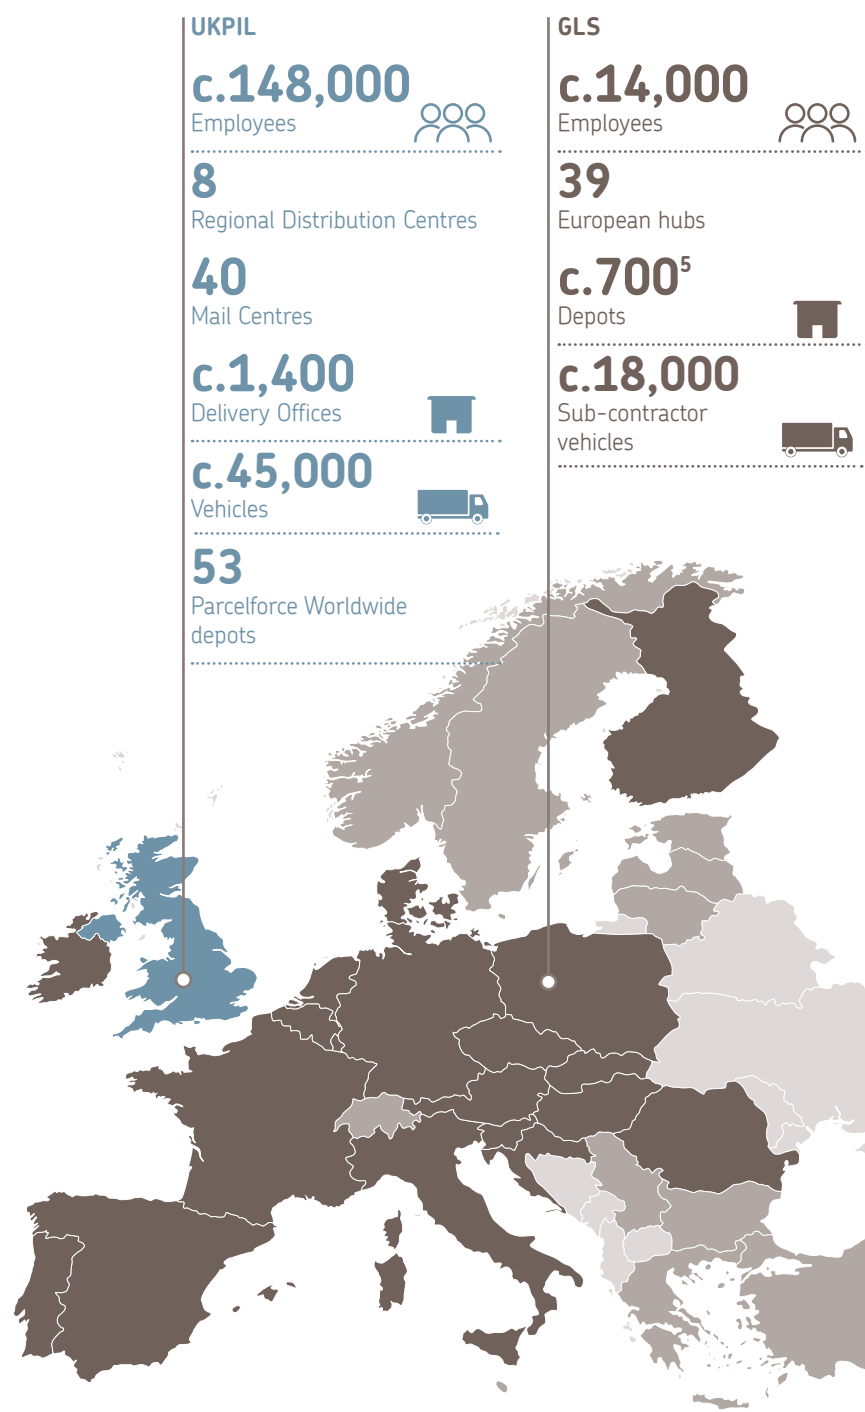 UKPIL
c.148,000
Employees
8
Regional Distribution Centres
40
Mail Centres
c.1,400
Delivery Offices
c.45,000
Vehicles
53
Parcelforce Worldwide
depots
GLS
c.14,000
Employees
39
European hubs
c.700⁵
Depots
c.18,000
Sub-contractor
vehicles